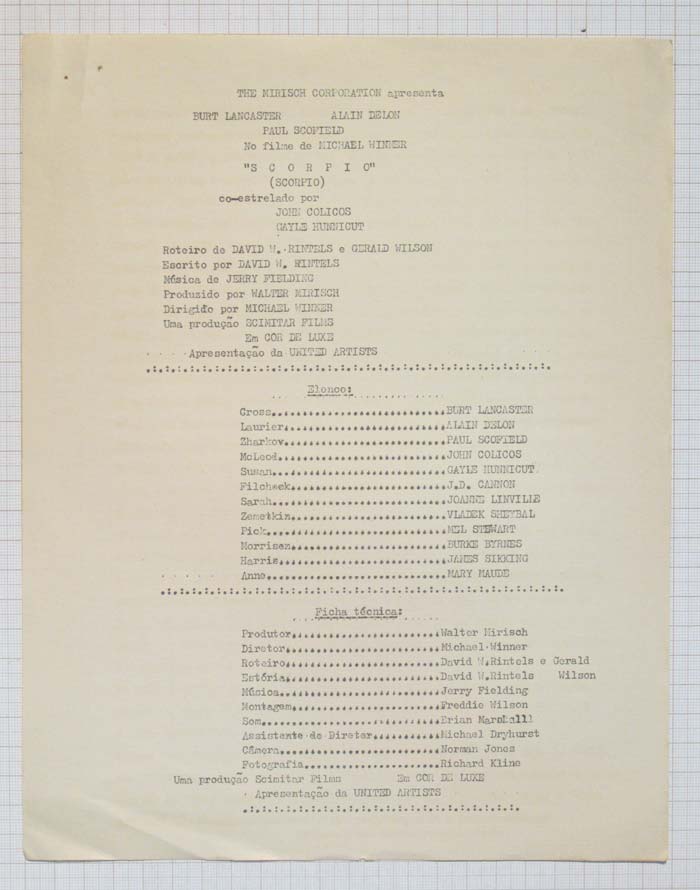 THE MIRISCH CORPORATION apresenta
BURT LANCASTER ALAIN DELON
PAUL SCOFIELD
No filme de MICHAEL WINNER
"S C O R P I O"
(SCORPIO)
co-estrelado por
JOHN COLICOS
GAYLE HUNNICUT
Roteiro de DAVID W. RINTELS e GERALD WILSON
Escrito por DAVID W. RINTELS
Música de JERRY FIELDING
Produzido por WALTER MIRISCH
Dirigido por MICHAEL WINNER
Uma produção SCIMITAR FILMS
Em CÔR DE LUXE
Apresentação da UNITED ARTISTS
Elenco:
Cross BURT LANCASTER
Laurier ALAIN DELON
Zharkov PAUL SCOFIELD
McLeod JOHN COLICOS
Susan GAYLE HUNNICUT
Filchock J.D. CANNON
Sarah JOANNE LINVILLE
Zemetkin VLADEK SHEYBAL
Pick MEL STEWART
Morrison BURKE BYRNES
Harris JAMES SIKKING
Anne MARY MAUDE
Ficha técnica:
Produtor Walter Mirisch
Diretor Michael Winner
Roteiro David W.Rintels e Gerald
Estória David W.Rintels Wilson
Música Jerry Fielding
Montagem Freddie Wilson
Som Brian Marshall
Assistente de Diretor Michael Dryhurst
Câmera Norman Jones
Fotografia Richard Kline
Uma produção Scimitar Films Em CÔR DE LUXE
Apresentação da UNITED ARTISTS